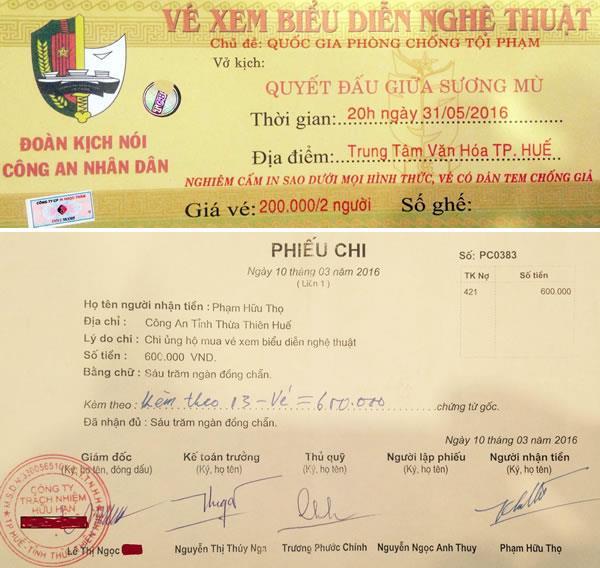 VÉ XEM BIỂU DIỄN NGHỆ THUẬT
Chủ đề: QUỐC GIA PHÒNG CHỐNG TỘI PHẠM
Vở kịch:
QUYẾT ĐẤU GIỮA SƯƠNG MÙ
Thời gian: 20h ngày 31/05/2016
Địa điểm: Trung Tâm Văn Hóa TP. HUẾ
ĐOÀN KỊCH NÓI
CÔNG AN NHÂN DÂN
NGHIÊM CẤM IN SAO DƯỚI MỌI HÌNH THỨC, VÉ CÓ DÁN TEM CHỐNG GIẢ
Giá vé: 200.000/2 người Số ghế:
PHIẾU CHI
Số: PC0383
Ngày 10 tháng 03 năm 2016
( Liên 1 )
TK Nợ Số tiền
421 600.000
Họ tên người nhận tiền : Phạm Hữu Thọ
Địa chỉ : Công An Tỉnh Thừa Thiên Huế
Lý do chi : Chi ủng hộ mua vé xem biểu diễn nghệ thuật
Số tiền : 600.000 VND.
Bằng chữ : Sáu trăm ngàn đồng chẵn.
Kèm theo : Kèm theo 13 - Vé = 600.000 chứng từ gốc.
Đã nhận đủ : Sáu trăm ngàn đồng chẵn.
Ngày 10 tháng 03 năm 2016
Giám đốc Kế toán trưởng Thủ quỹ Người lập phiếu Người nhận tiền
(Ký, họ tên, đóng dấu) (Ký, họ tên) (Ký, họ tên) (Ký, họ tên) (Ký, họ tên)
CÔNG TY
TRÁCH NHIỆM
HỮU HẠN
Lê Thị Ngọc Nguyễn Thị Thúy Nga Trương Phước Chính Nguyễn Ngọc Anh Thuy Phạm Hữu Thọ